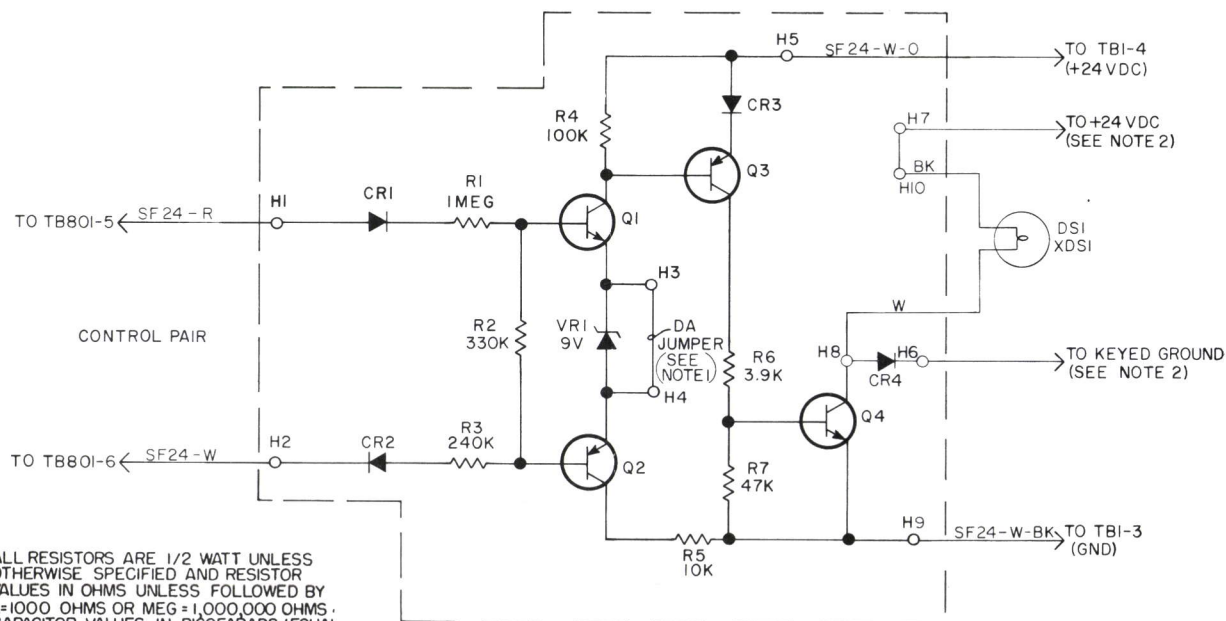 H5
SF24-W-O
TO TB1-4
(+24VDC)
CR3
H7
TO +24 VDC
(SEE NOTE 2)
R4
100K
BK
H10
Q3
CR1
R1
1MEG
H1
TO TB801-5
SF24-R
Q1
DS1
XDS1
H3
W
CONTROL PAIR
R2
330K
VR1
9V
DA
JUMPER
(SEE
NOTE1)
H4
R6
3.9K
H8
H6
CR4
TO KEYED GROUND
(SEE NOTE 2)
Q4
H2
CR2
R3
240K
TO TB801-6
SF24-W
Q2
R7
47K
H9
SF24-W-BK
TO TB1-3
(GND)
R5
10K
ALL RESISTORS ARE 1/2 WATT UNLESS
OTHERWISE SPECIFIED AND RESISTOR
VALUES IN OHMS UNLESS FOLLOWED BY
=1000 OHMS OR MEG = 1,000,000 OHMS.